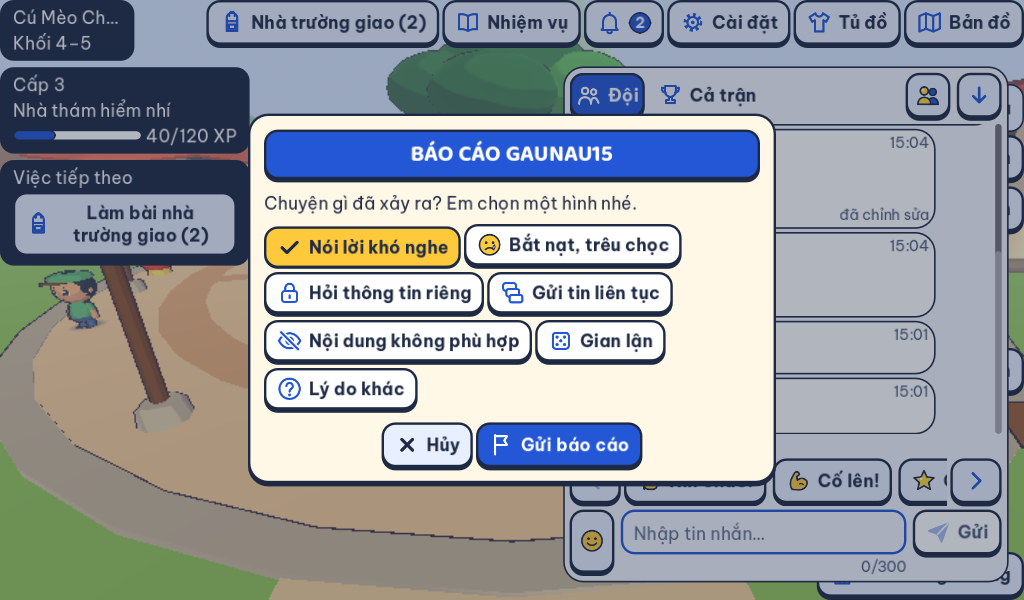 Cú Mèo Ch...
Khối 4-5
Nhà trường giao (2)
Nhiệm vụ
2
Cài đặt
Tủ đồ
Bản đồ
Cấp 3
Nhà thám hiểm nhí
40/120 XP
Việc tiếp theo
Làm bài nhà
trường giao (2)
Đội
Cả trận
15:04
đã chỉnh sửa
15:04
15:01
15:01
BÁO CÁO GAUNAU15
Chuyện gì đã xảy ra? Em chọn một hình nhé.
Nói lời khó nghe
Bắt nạt, trêu chọc
Hỏi thông tin riêng
Gửi tin liên tục
Nội dung không phù hợp
Gian lận
Lý do khác
Hủy
Gửi báo cáo
Cố lên!
Nhập tin nhắn...
Gửi
0/300